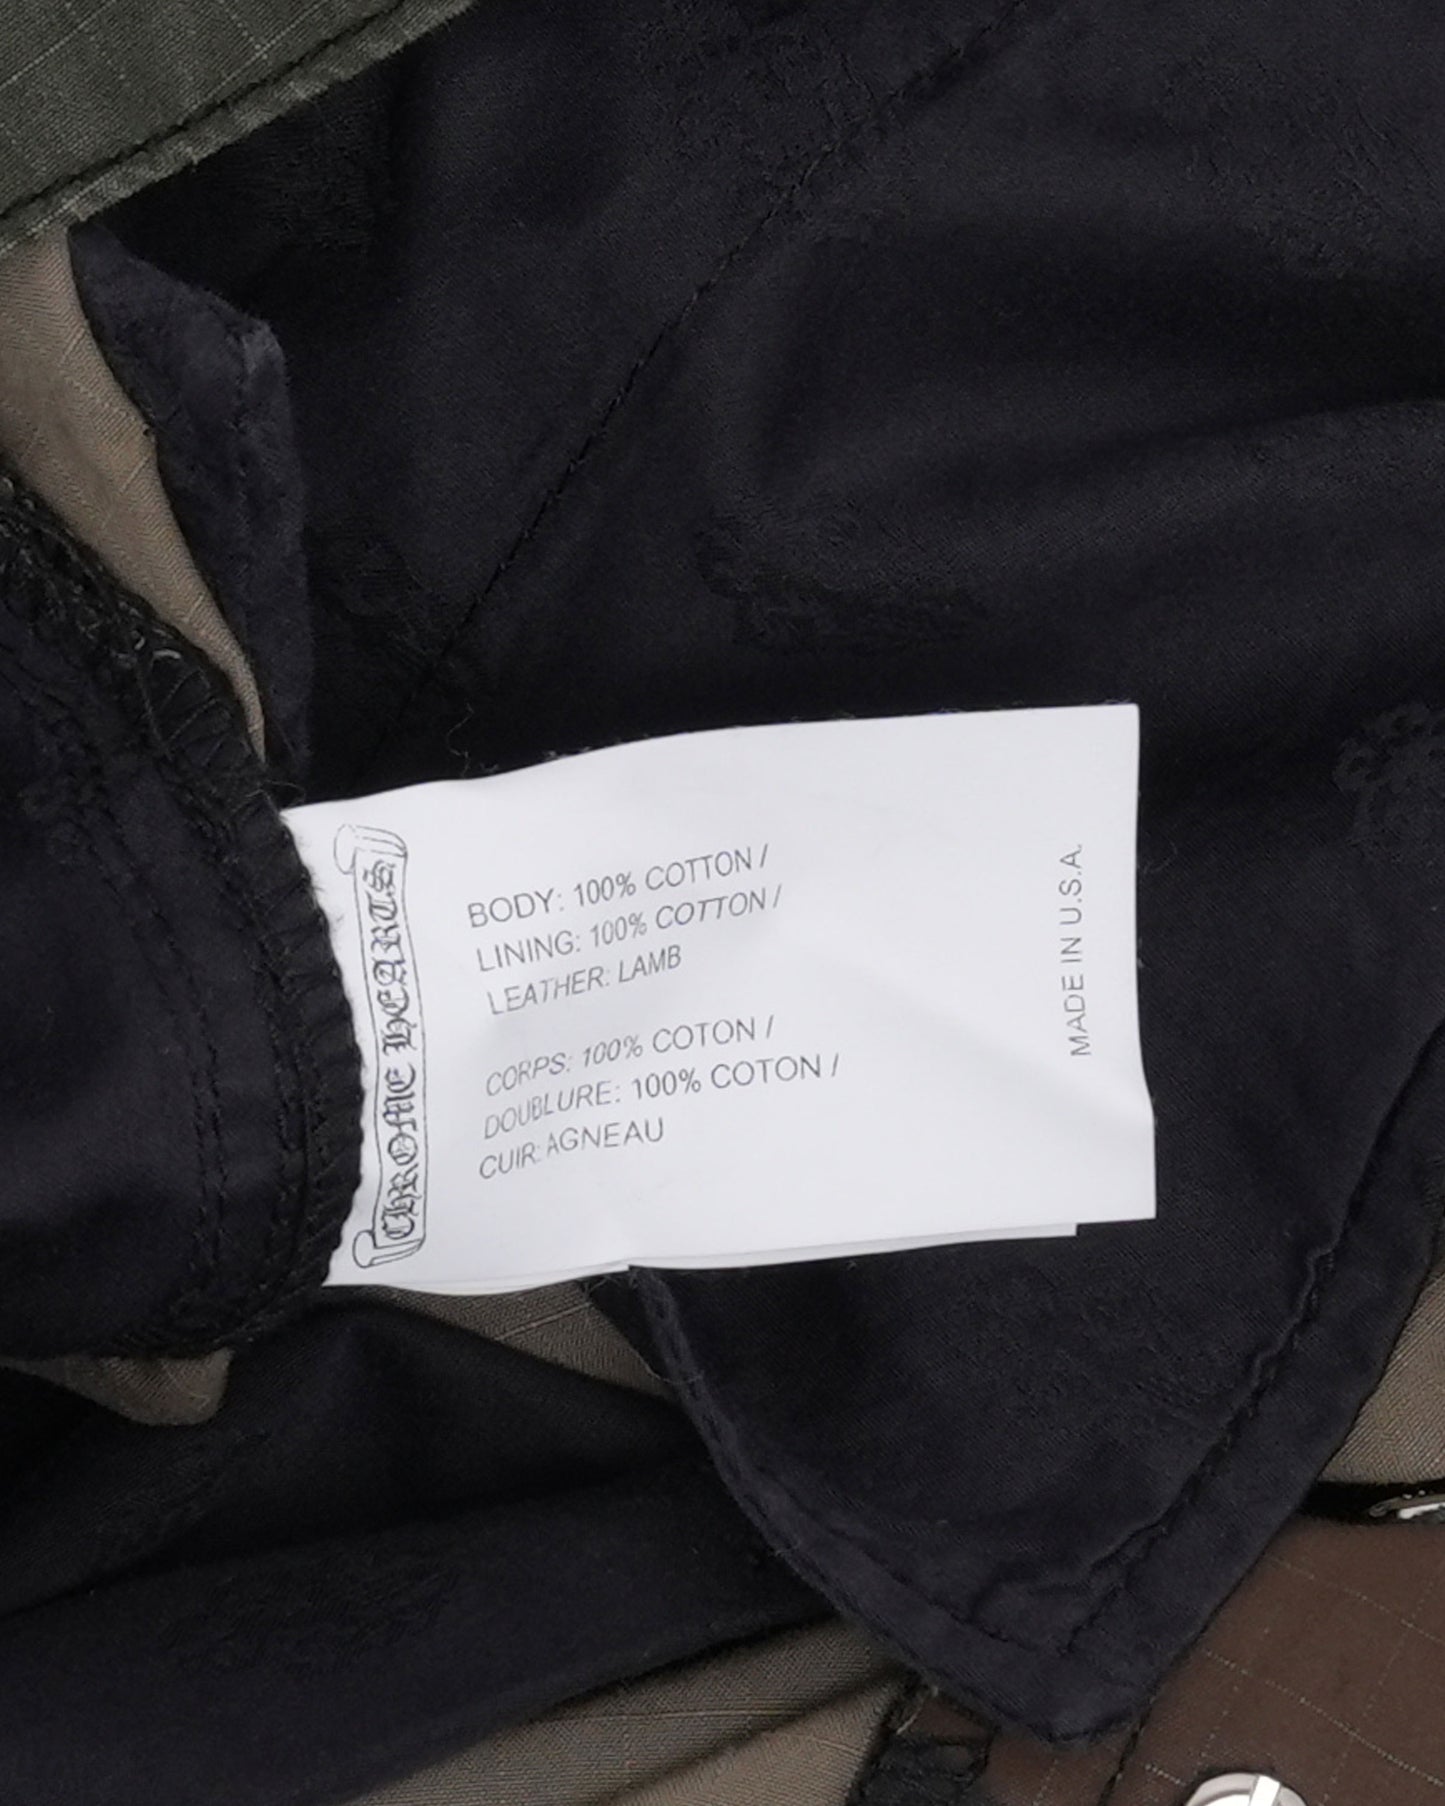 CHROME HEARTS
BODY: 100% COTTON /
LINING: 100% COTTON /
LEATHER: LAMB
CORPS: 100% COTON /
DOUBLURE: 100% COTON /
CUIR: AGNEAU
MADE IN U.S.A.